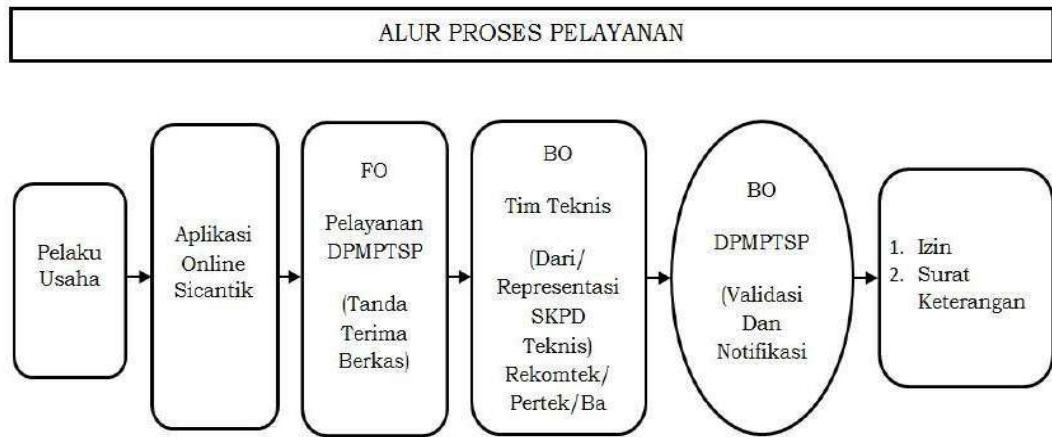 ALUR PROSES PELAYANAN
Pelaku
Usaha
Aplikasi
Online
Sicantik
FO
Pelayanan
DPMPTSP
(Tanda
Terima
Berkas)
BO
Tim Teknis
(Dari/
Representasi
SKPD
Teknis)
Rekomtek/
Pertek/Ba
BO
DPMPTSP
(Validasi
Dan
Notifikasi
1. Izin
2. Surat
Keterangan